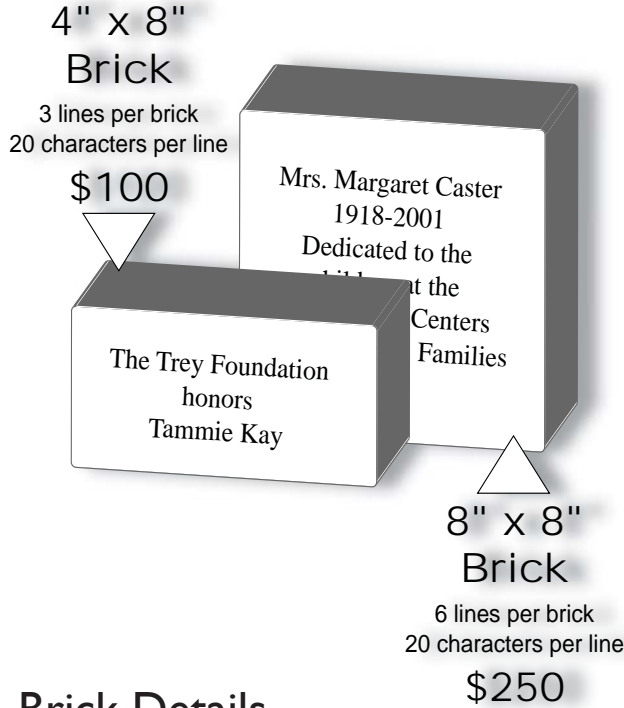 4" x 8"
Brick
3 lines per brick
20 characters per line
$100
Mrs. Margaret Caster
1918-2001
Dedicated to the
at the
Centers
Families
The Trey Foundation
honors
Tammie Kay
8" x 8"
Brick
6 lines per brick
20 characters per line
$250
Brick Details